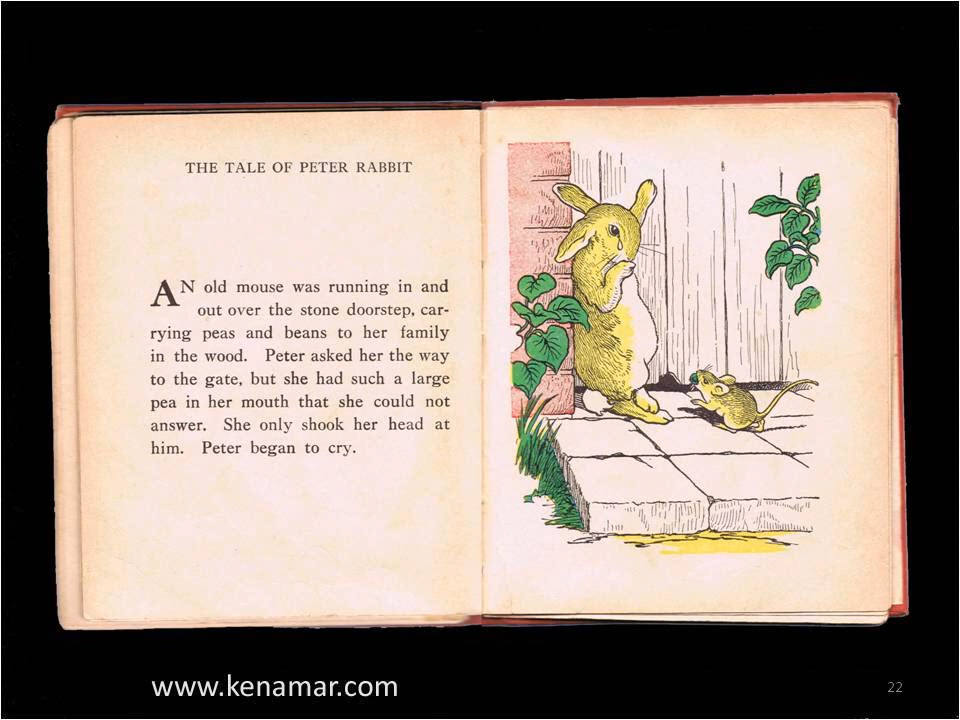 THE TALE OF PETER RABBIT
AN old mouse was running in and
out over the stone doorstep, car-
rying peas and beans to her family
in the wood. Peter asked her the way
to the gate, but she had such a large
pea in her mouth that she could not
answer. She only shook her head at
him. Peter began to cry.
www.kenamar.com
22